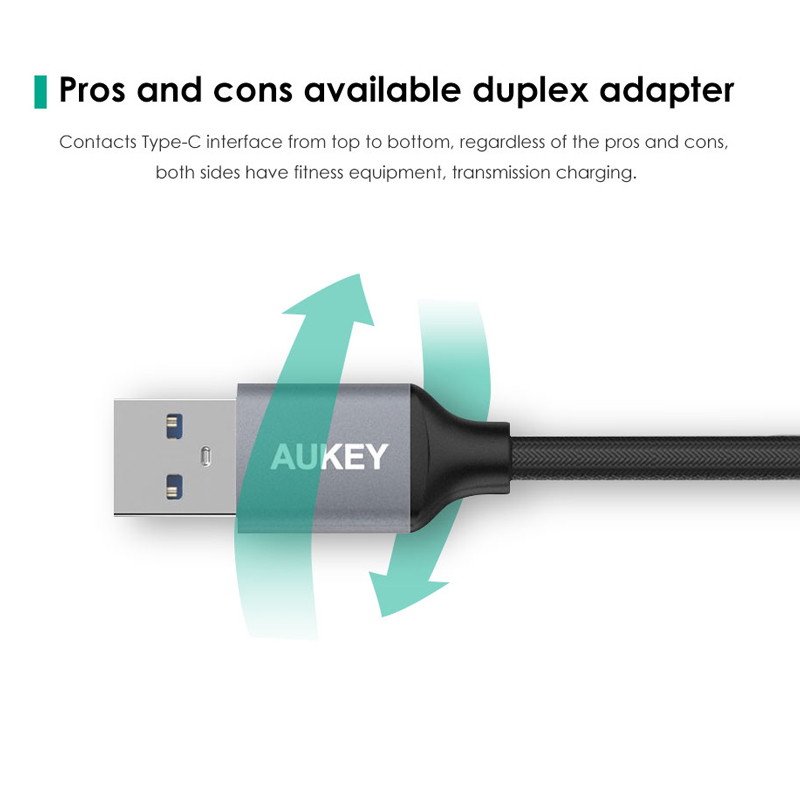 Pros and cons available duplex adapter
Contacts Type-C interface from top to bottom, regardless of the pros and cons,
both sides have fitness equipment, transmission charging.
AUKEY